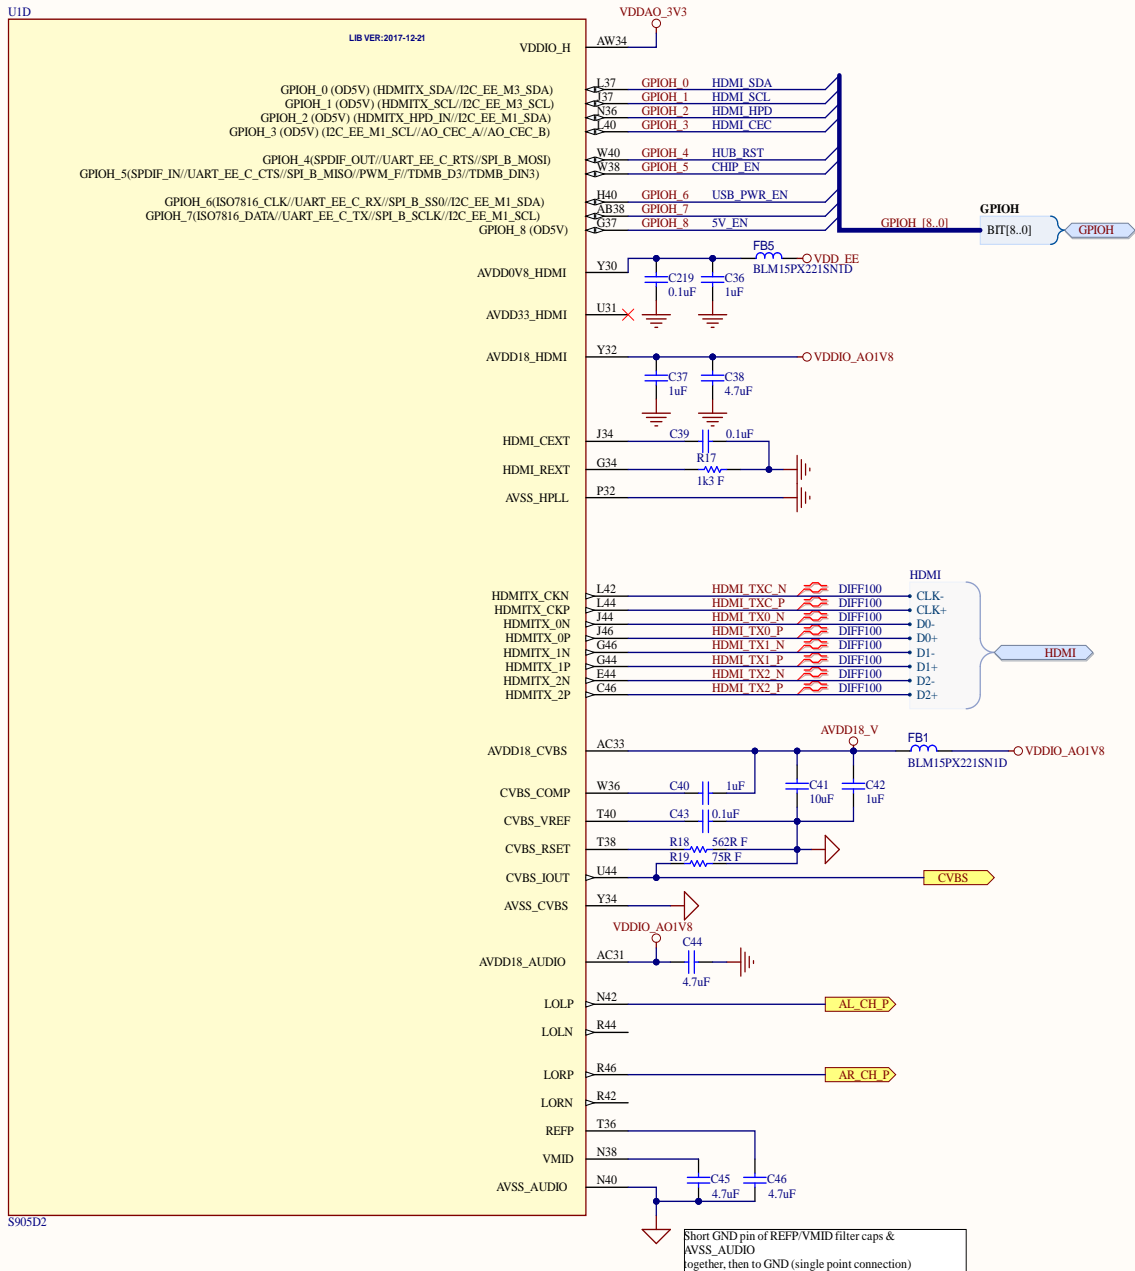 U1D
LIB VER:2017-12-21
VDDAO_3V3
VDDIO_H AW34
GPIOH_0 (OD5V) (HDMITX_SDA//I2C_EE_M3_SDA) L37 GPIOH_0 HDMI_SDA
GPIOH_1 (OD5V) (HDMITX_SCL//I2C_EE_M3_SCL) J37 GPIOH_1 HDMI_SCL
GPIOH_2 (OD5V) (HDMITX_HPD_IN//I2C_EE_M1_SDA) N36 GPIOH_2 HDMI_HPD
GPIOH_3 (OD5V) (I2C_EE_M1_SCL//AO_CEC_A//AO_CEC_B) L40 GPIOH_3 HDMI_CEC
GPIOH_4(SPDIF_OUT//UART_EE_C_RTS//SPI_B_MOSI) W40 GPIOH_4 HUB_RST
GPIOH_5(SPDIF_IN//UART_EE_C_CTS//SPI_B_MISO//PWM_F//TDMB_D3//TDMB_DIN3) W38 GPIOH_5 CHIP_EN
GPIOH_6(ISO7816_CLK//UART_EE_C_RX//SPI_B_SS0//I2C_EE_M1_SDA) H40 GPIOH_6 USB_PWR_EN
GPIOH_7(ISO7816_DATA//UART_EE_C_TX//SPI_B_SCLK//I2C_EE_M1_SCL) AB38 GPIOH_7
GPIOH_8 (OD5V) G37 GPIOH_8 5V_EN
GPIOH_[8..0]
GPIOH
BIT[8..0] GPIOH
FB5
AVDD0V8_HDMI Y30 VDD_EE
BLM15PX221SN1D
C219 C36
0.1uF 1uF
AVDD33_HDMI U31
AVDD18_HDMI Y32 VDDIO_AO1V8
C37 C38
1uF 4.7uF
HDMI_CEXT J34 C39 0.1uF
HDMI_REXT G34 R17
1k3 F
AVSS_HPLL P32
HDMI
HDMITX_CKN L42 HDMI_TXC_N DIFF100 CLK-
HDMITX_CKP L44 HDMI_TXC_P DIFF100 CLK+
HDMITX_0N J44 HDMI_TX0_N DIFF100 D0-
HDMITX_0P J46 HDMI_TX0_P DIFF100 D0+
HDMITX_1N G46 HDMI_TX1_N DIFF100 D1-
HDMITX_1P G44 HDMI_TX1_P DIFF100 D1+
HDMITX_2N E44 HDMI_TX2_N DIFF100 D2-
HDMITX_2P C46 HDMI_TX2_P DIFF100 D2+
HDMI
AVDD18_V
FB1
AVDD18_CVBS AC33 VDDIO_AO1V8
BLM15PX221SN1D
CVBS_COMP W36 C40 1uF
C41 C42
10uF 1uF
CVBS_VREF T40 C43 0.1uF
CVBS_RSET T38 R18 562R F
R19 75R F
CVBS_IOUT U44 CVBS
AVSS_CVBS Y34
VDDIO_AO1V8
AVDD18_AUDIO AC31 C44
4.7uF
LOLP N42 AL_CH_P
LOLN R44
LORP R46 AR_CH_P
LORN R42
REFP T36
VMID N38
C45 C46
4.7uF 4.7uF
AVSS_AUDIO N40
S905D2
Short GND pin of REFP/VMID filter caps &
AVSS_AUDIO
together, then to GND (single point connection)